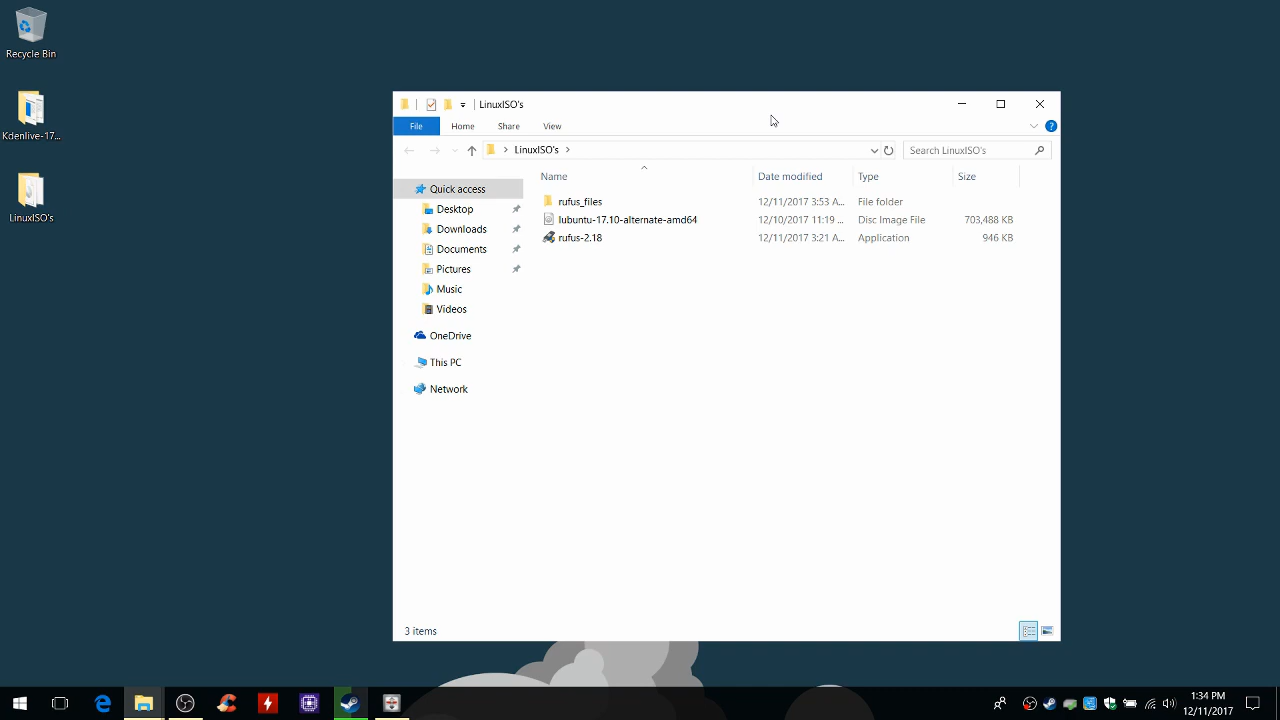 Recycle Bin
Kdenlive-17...
LinuxISO's
LinuxISO's
File Home Share View
LinuxISO's
Search LinuxISO's
Name Date modified Type Size
Quick access
Desktop
Downloads
Documents
Pictures
Music
Videos
OneDrive
This PC
Network
rufus_files 12/11/2017 3:53 A... File folder
lubuntu-17.10-alternate-amd64 12/10/2017 11:19 ... Disc Image File 703,488 KB
rufus-2.18 12/11/2017 3:21 A... Application 946 KB
3 items
1:34 PM
12/11/2017